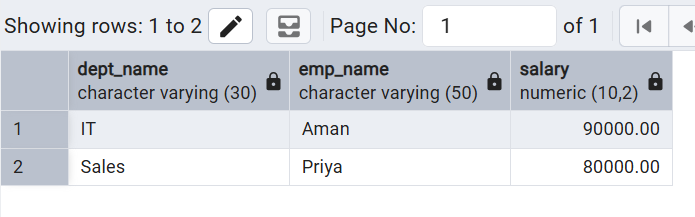 Showing rows: 1 to 2 Page No: 1 of 1
dept_name emp_name salary
character varying (30) character varying (50) numeric (10,2)
1 IT Aman 90000.00
2 Sales Priya 80000.00